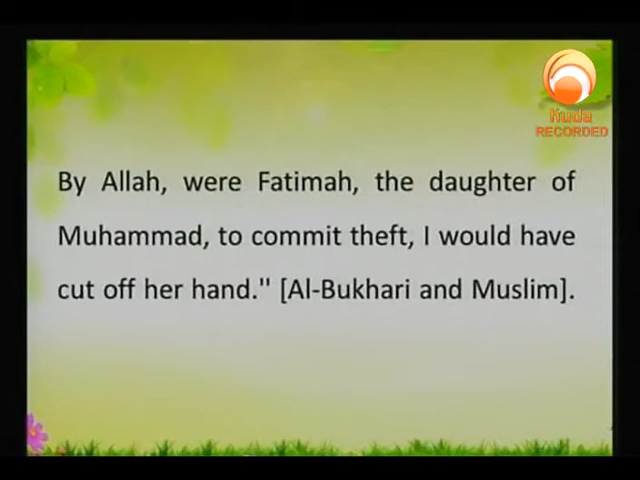 Huda
RECORDED
By Allah, were Fatimah, the daughter of
Muhammad, to commit theft, I would have
cut off her hand." [Al-Bukhari and Muslim].